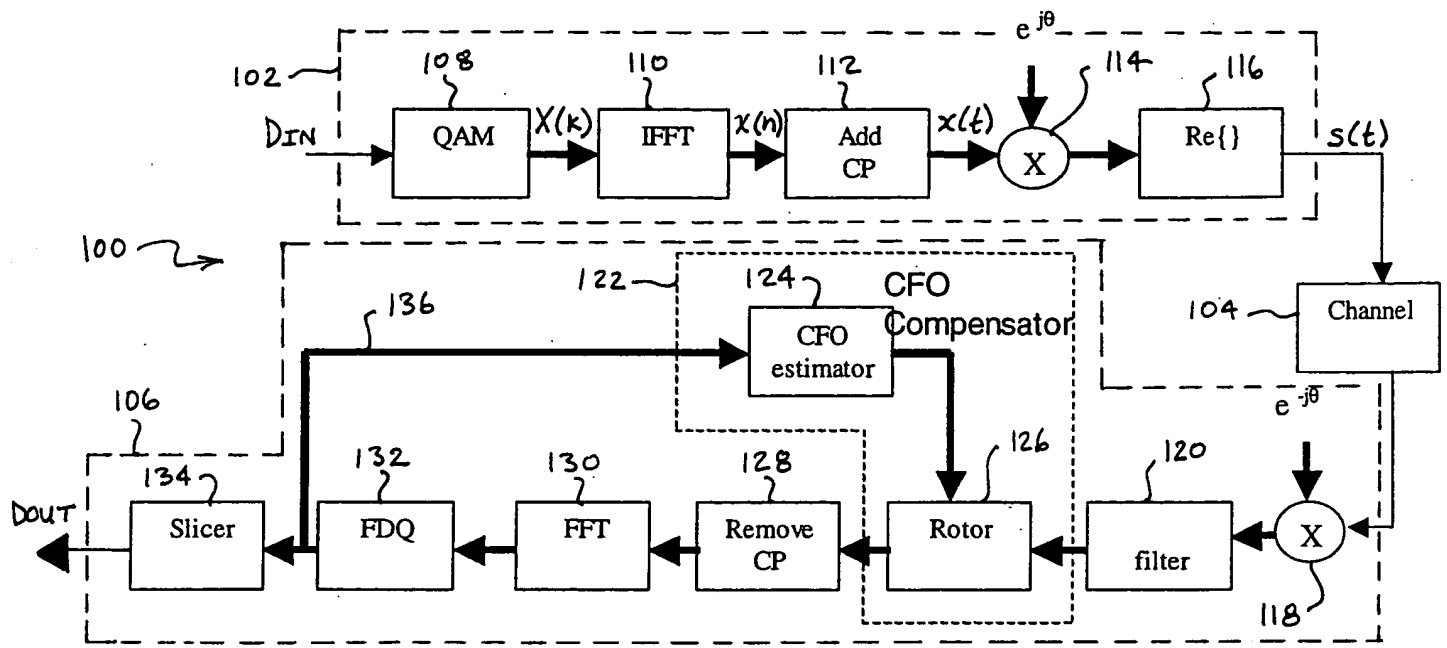 e jθ
102
108
110
112
114
116
DIN
QAM
X(k)
IFFT
x(n)
Add
CP
x(t)
X
Re{}
s(t)
100
122
124
CFO
Compensator
104
Channel
136
CFO
estimator
e -jθ
106
134
132
130
128
126
120
DOUT
Slicer
FDQ
FFT
Remove
CP
Rotor
filter
X
118